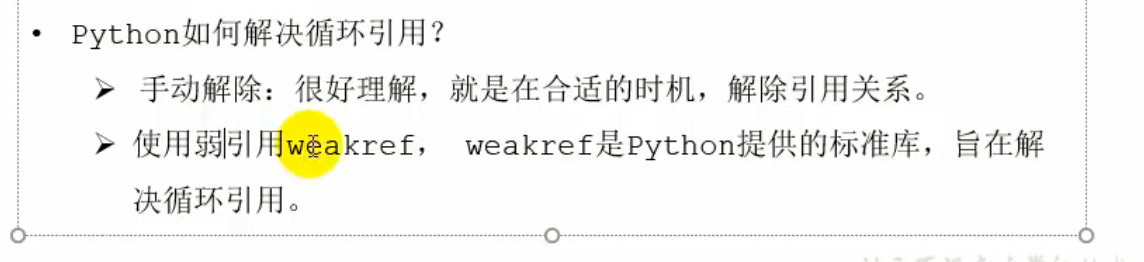 • Python如何解决循环引用？
➢ 手动解除：很好理解，就是在合适的时机，解除引用关系。
➢ 使用弱引用weakref， weakref是Python提供的标准库，旨在解
决循环引用。